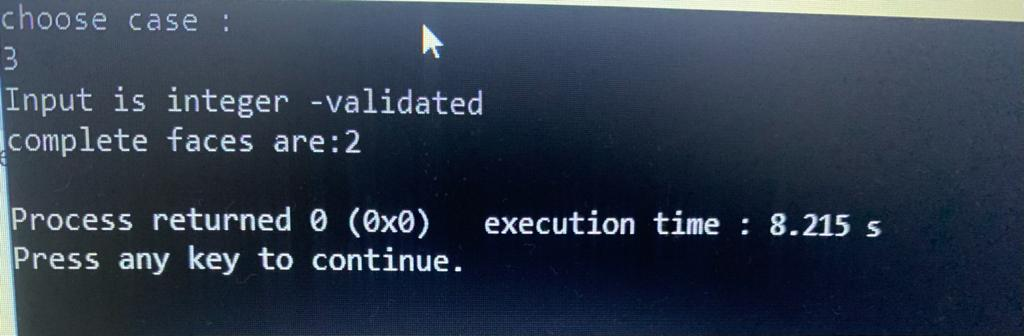 choose case :
3
Input is integer -validated
complete faces are:2
Process returned 0 (0x0)   execution time : 8.215 s
Press any key to continue.